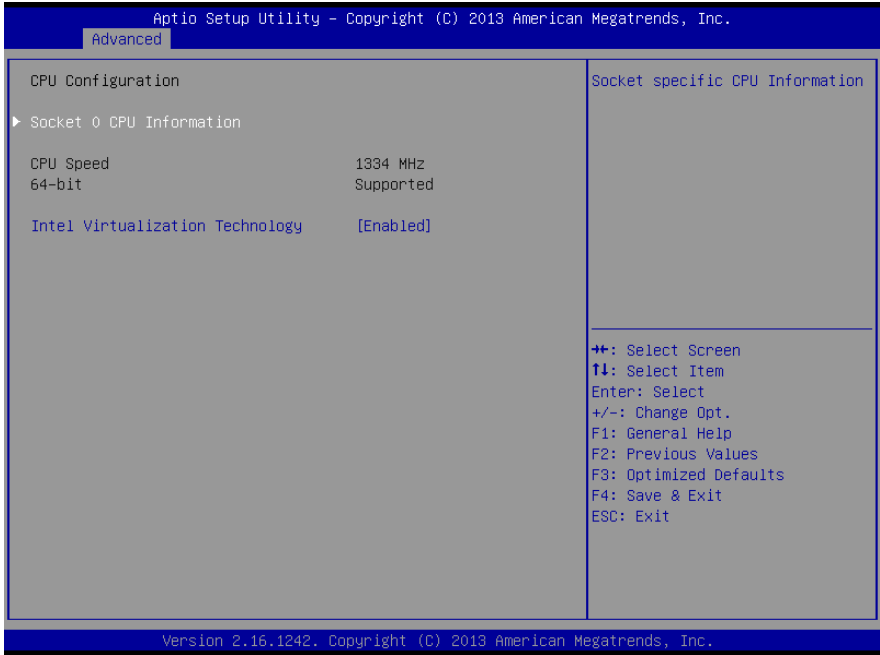 Aptio Setup Utility – Copyright (C) 2013 American Megatrends, Inc.
Advanced
CPU Configuration
Socket 0 CPU Information
CPU Speed 1334 MHz
64-bit Supported
Intel Virtualization Technology [Enabled]
Socket specific CPU Information
→←: Select Screen
↑↓: Select Item
Enter: Select
+/-: Change Opt.
F1: General Help
F2: Previous Values
F3: Optimized Defaults
F4: Save & Exit
ESC: Exit
Version 2.16.1242. Copyright (C) 2013 American Megatrends, Inc.